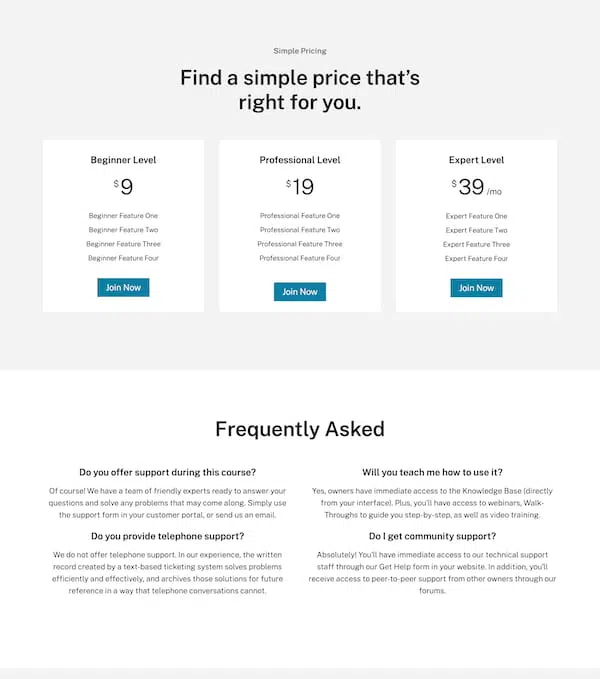 Simple Pricing
Find a simple price that's
right for you.
Beginner Level
$9
Beginner Feature One
Beginner Feature Two
Beginner Feature Three
Beginner Feature Four
Join Now
Professional Level
$19
Professional Feature One
Professional Feature Two
Professional Feature Three
Professional Feature Four
Join Now
Expert Level
$39 /mo
Expert Feature One
Expert Feature Two
Expert Feature Three
Expert Feature Four
Join Now
Frequently Asked
Do you offer support during this course?
Of course! We have a team of friendly experts ready to answer your
questions and solve any problems that may come along. Simply use
the support form in your customer portal, or send us an email.
Will you teach me how to use it?
Yes, owners have immediate access to the Knowledge Base (directly
from your interface). Plus, you'll have access to webinars, Walk-
Throughs to guide you step-by-step, as well as video training.
Do you provide telephone support?
We do not offer telephone support. In our experience, the written
record created by a text-based ticketing system solves problems
efficiently and effectively, and archives those solutions for future
reference in a way that telephone conversations cannot.
Do I get community support?
Absolutely! You'll have immediate access to our technical support
staff through our Get Help form in your website. In addition, you'll
receive access to peer-to-peer support from other owners through our
forums.